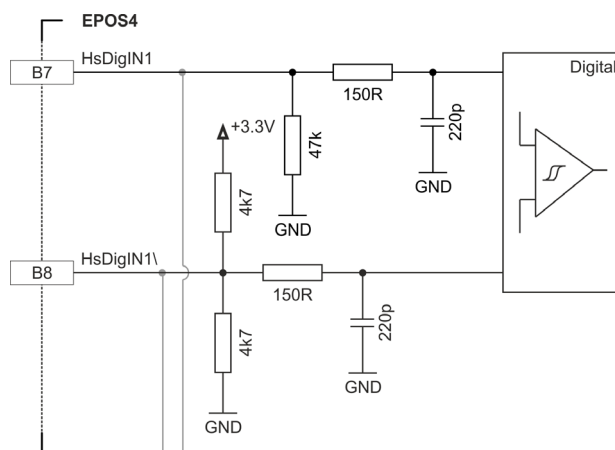 EPOS4
B7
HsDigIN1
150R
Digital
+3.3V
47k
220p
GND
4k7
GND
B8
HsDigIN1\
150R
4k7
220p
GND
GND